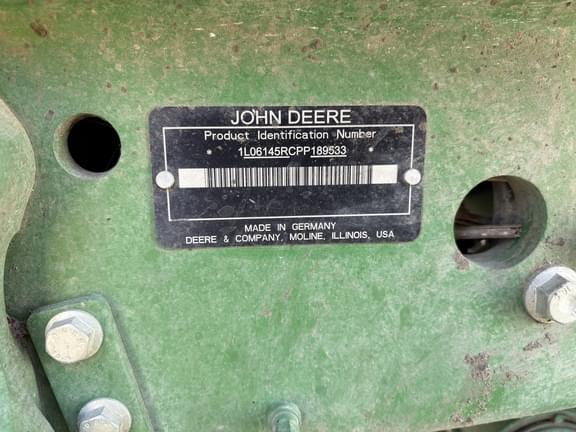 JOHN DEERE
Product Identification Number
1L06145RCPP189533
MADE IN GERMANY
DEERE & COMPANY, MOLINE, ILLINOIS, USA